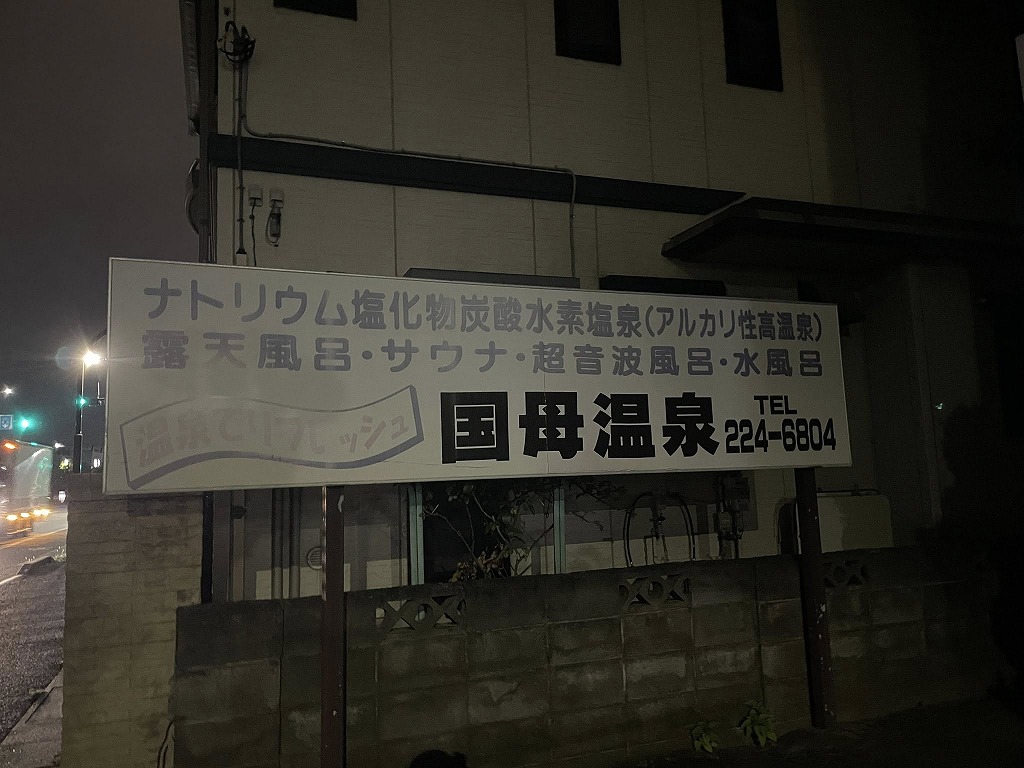 ナトリウム塩化物炭酸水素塩泉(アルカリ性高温泉)
露天風呂・サウナ・超音波風呂・水風呂
温泉でリフレッシュ
国母温泉
TEL
224-6804